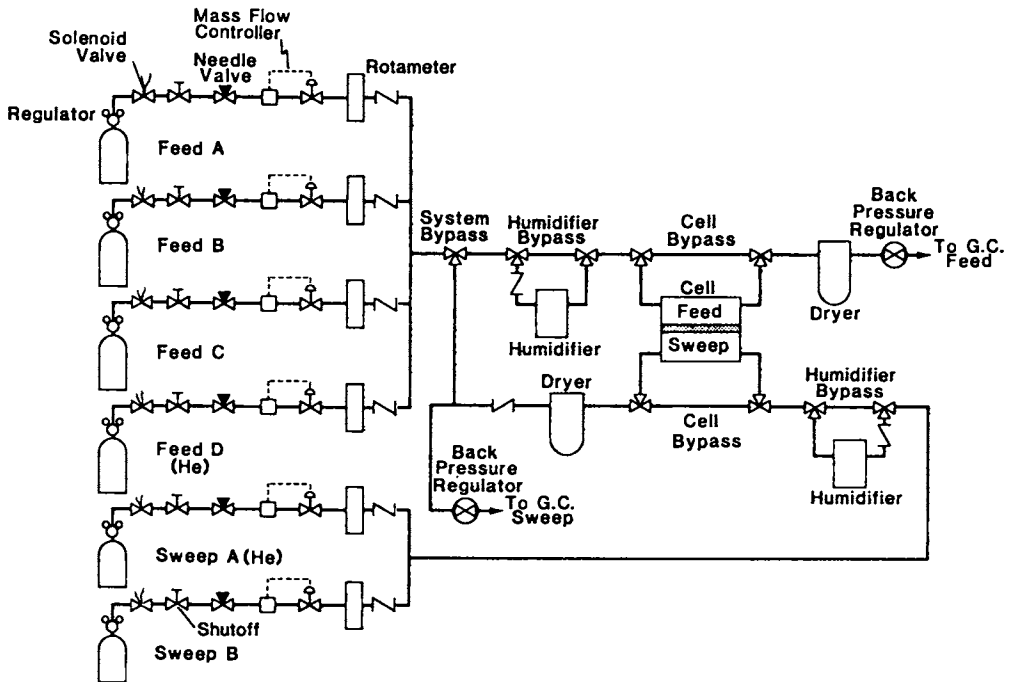 Mass Flow
Controller
Solenoid
Valve
Needle
Valve
Rotameter
Regulator
Feed A
Feed B
Feed C
Feed D
(He)
Sweep A (He)
Shutoff
Sweep B
System
Bypass
Humidifier
Bypass
Humidifier
Cell
Bypass
Cell
Feed
Sweep
Back
Pressure
Regulator
To G.C.
Feed
Dryer
Dryer
Cell
Bypass
Humidifier
Bypass
Humidifier
Back
Pressure
Regulator
To G.C.
Sweep